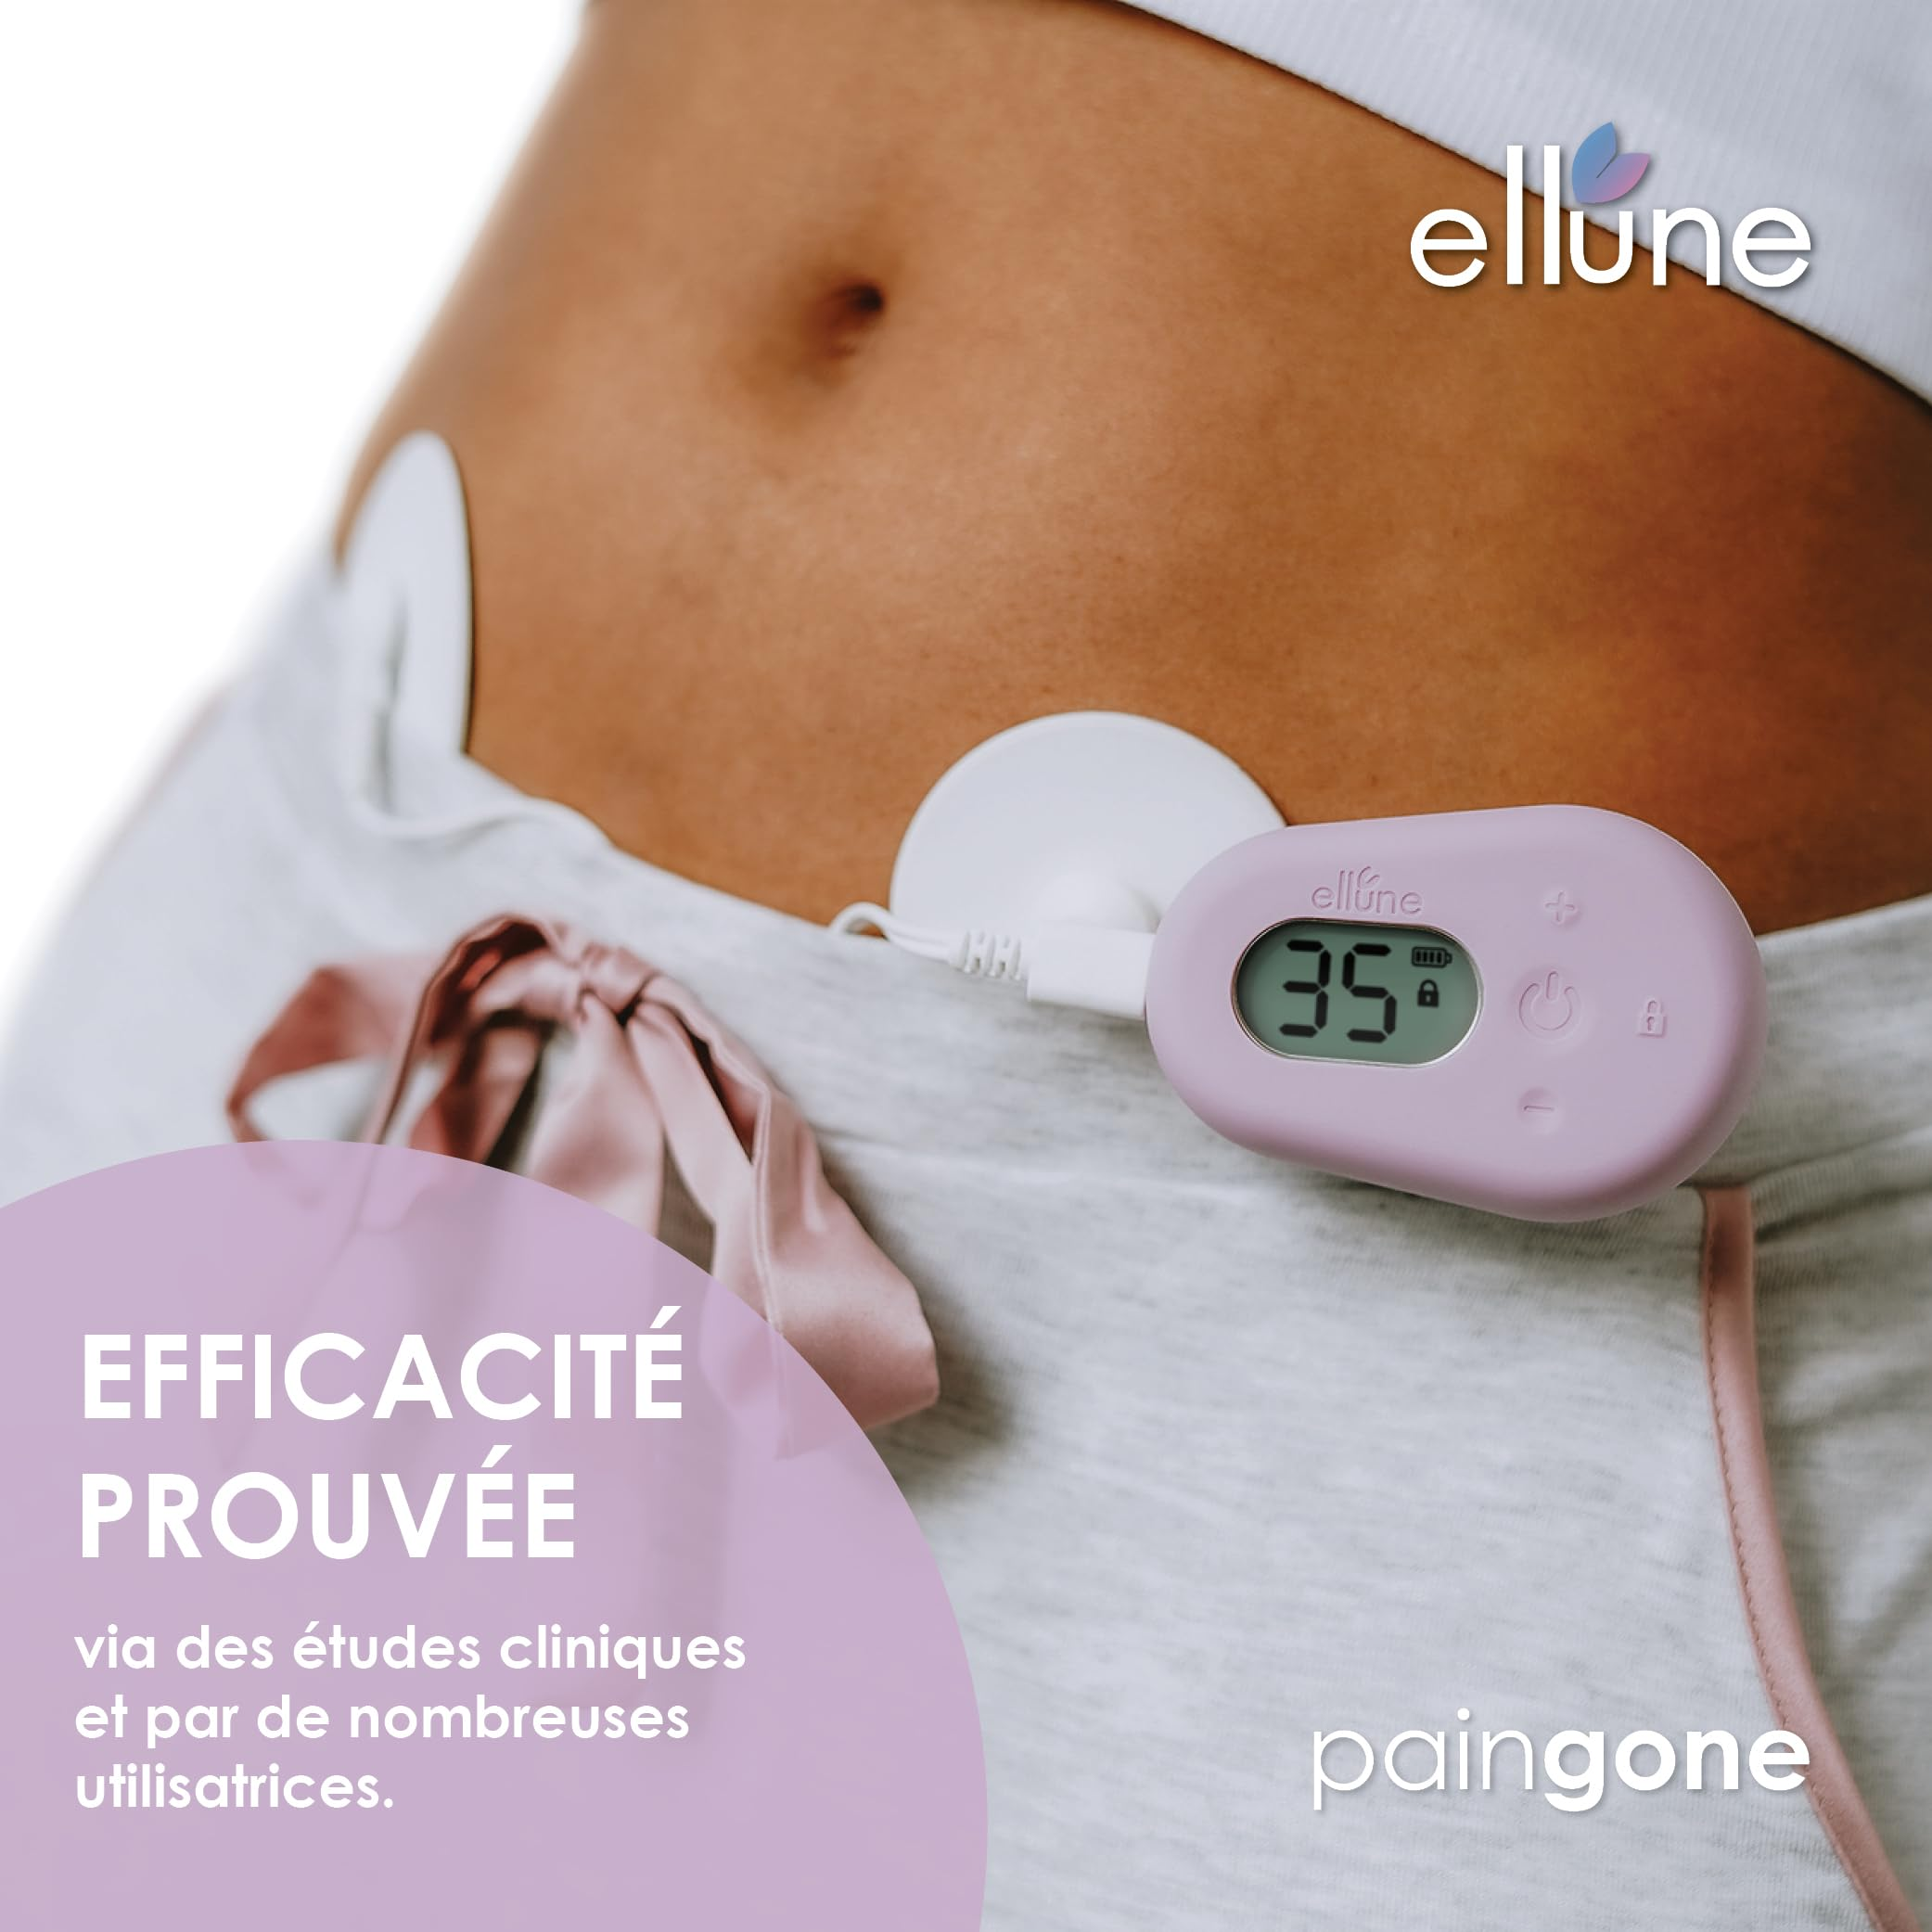 ellune
ellune
35
EFFICACITÉ
PROUVÉE
via des études cliniques
et par de nombreuses
utilisatrices.
paingone